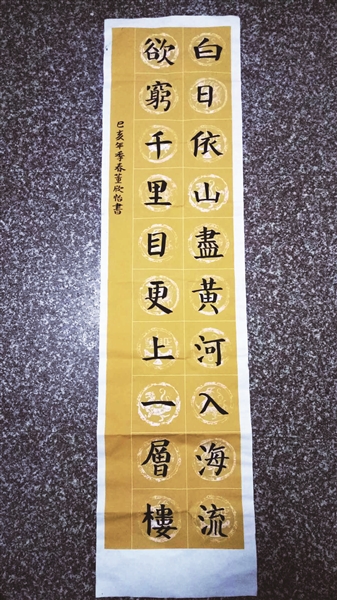 白日依山盡黄河入海流
欲窮千里目更上一層樓
己亥年季春董欣怡書